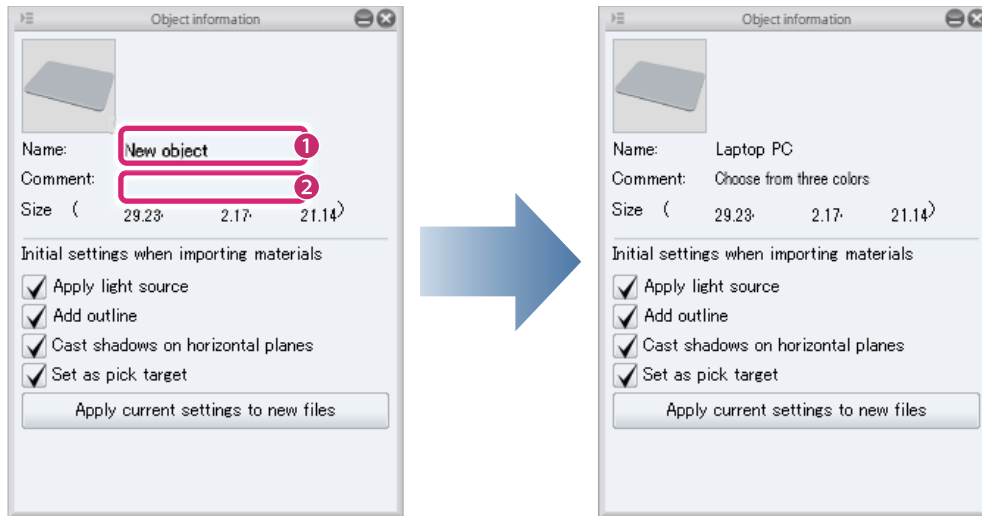 Object information
Name: New object ❶
Comment: ❷
Size ( 29.23, 2.17, 21.14)
Initial settings when importing materials
Apply light source
Add outline
Cast shadows on horizontal planes
Set as pick target
Apply current settings to new files
Object information
Name: Laptop PC
Comment: Choose from three colors
Size ( 29.23, 2.17, 21.14)
Initial settings when importing materials
Apply light source
Add outline
Cast shadows on horizontal planes
Set as pick target
Apply current settings to new files